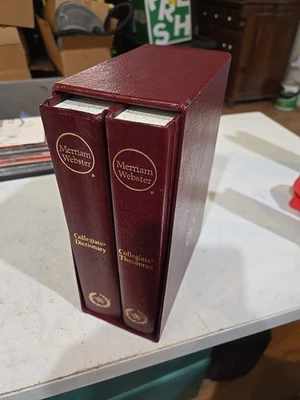 FRESH
Merriam
Webster
®
Collegiate®
Dictionary
W
Merriam
Webster
®
Collegiate®
Thesaurus
W